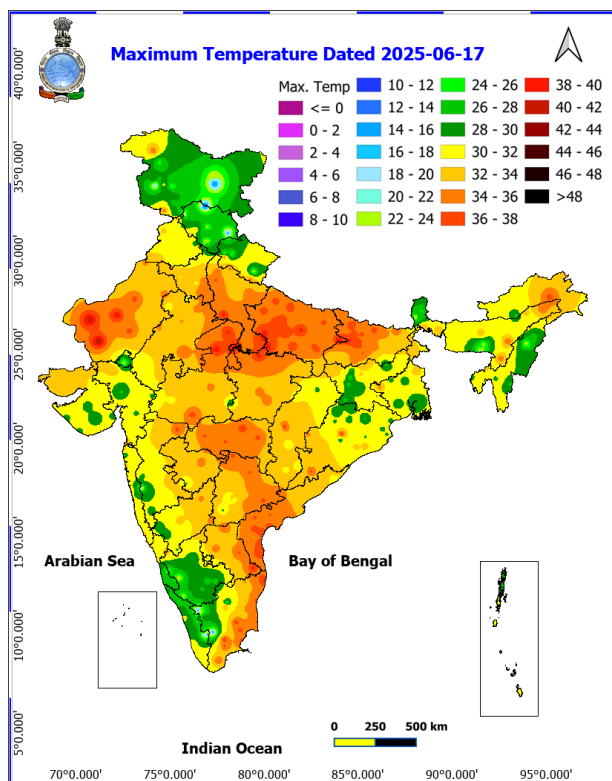 Maximum Temperature Dated 2025-06-17
Max. Temp
<= 0
0 - 2
2 - 4
4 - 6
6 - 8
8 - 10
10 - 12
12 - 14
14 - 16
16 - 18
18 - 20
20 - 22
22 - 24
24 - 26
26 - 28
28 - 30
30 - 32
32 - 34
34 - 36
36 - 38
38 - 40
40 - 42
42 - 44
44 - 46
46 - 48
>48
40°0.000'
35°0.000'
30°0.000'
25°0.000'
20°0.000'
15°0.000'
10°0.000'
5°0.000'
Arabian Sea
Bay of Bengal
Indian Ocean
0 250 500 km
70°0.000' 75°0.000' 80°0.000' 85°0.000' 90°0.000' 95°0.000'